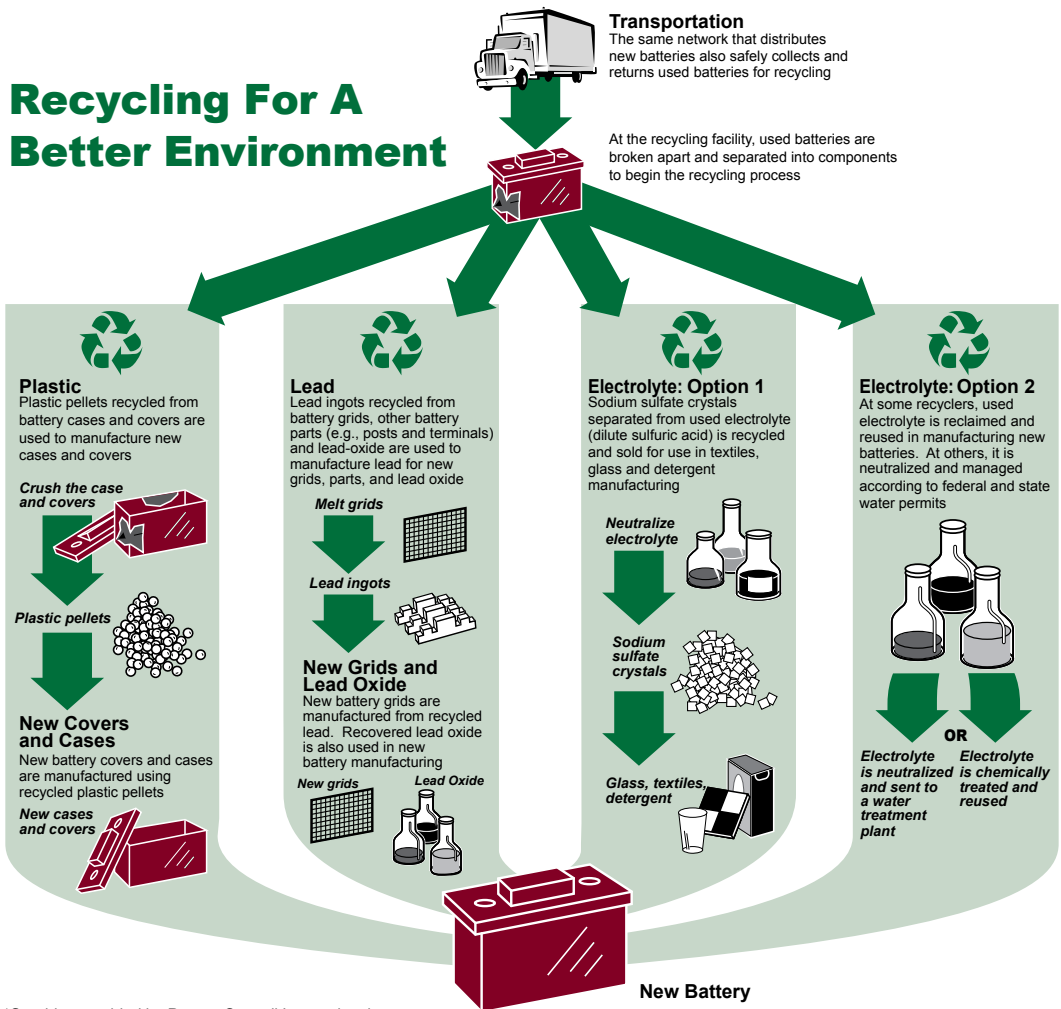 Transportation
The same network that distributes
new batteries also safely collects and
returns used batteries for recycling
Recycling For A
Better Environment
At the recycling facility, used batteries are
broken apart and separated into components
to begin the recycling process
Plastic
Plastic pellets recycled from
battery cases and covers are
used to manufacture new
cases and covers
Crush the case
and covers
Plastic pellets
New Covers
and Cases
New battery covers and cases
are manufactured using
recycled plastic pellets
New cases
and covers
Lead
Lead ingots recycled from
battery grids, other battery
parts (e.g., posts and terminals)
and lead-oxide are used to
manufacture lead for new
grids, parts, and lead oxide
Melt grids
Lead ingots
New Grids and
Lead Oxide
New battery grids are
manufactured from recycled
lead. Recovered lead oxide
is also used in new
battery manufacturing
New grids
Lead Oxide
Electrolyte: Option 1
Sodium sulfate crystals
separated from used electrolyte
(dilute sulfuric acid) is recycled
and sold for use in textiles,
glass and detergent
manufacturing
Neutralize
electrolyte
Sodium
sulfate
crystals
Glass, textiles,
detergent
Electrolyte: Option 2
At some recyclers, used
electrolyte is reclaimed and
reused in manufacturing new
batteries. At others, it is
neutralized and managed
according to federal and state
water permits
OR
Electrolyte
is neutralized
and sent to
a water
treatment
plant
Electrolyte
is chemically
treated and
reused
New Battery